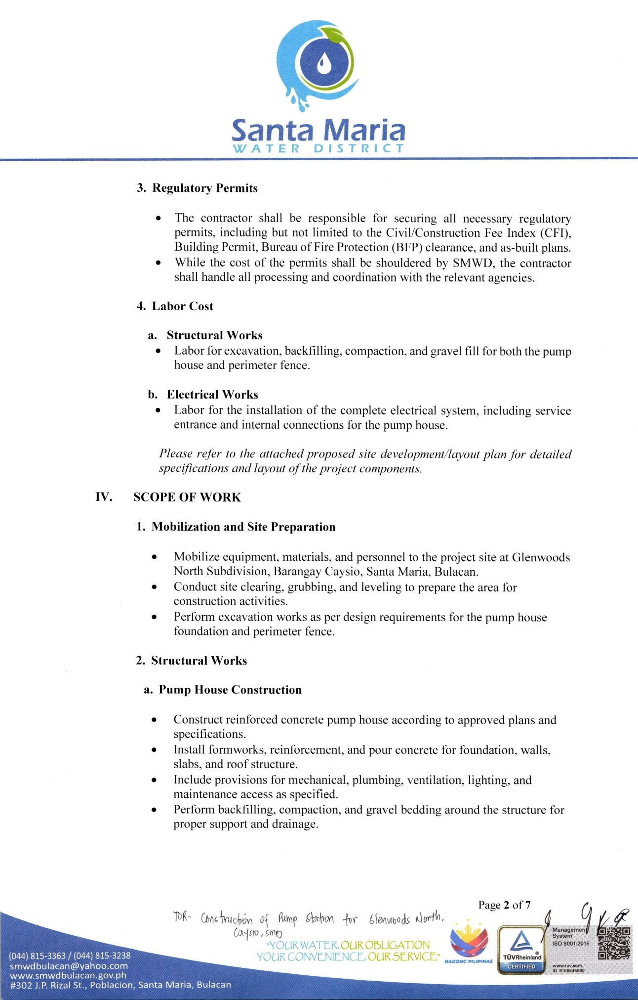 Santa Maria
WATER DISTRICT
3. Regulatory Permits
• The contractor shall be responsible for securing all necessary regulatory
permits, including but not limited to the Civil/Construction Fee Index (CFI),
Building Permit, Bureau of Fire Protection (BFP) clearance, and as-built plans.
• While the cost of the permits shall be shouldered by SMWD, the contractor
shall handle all processing and coordination with the relevant agencies.
4. Labor Cost
a. Structural Works
• Labor for excavation, backfilling, compaction, and gravel fill for both the pump
house and perimeter fence.
b. Electrical Works
• Labor for the installation of the complete electrical system, including service
entrance and internal connections for the pump house.
Please refer to the attached proposed site development/layout plan for detailed
specifications and layout of the project components.
IV. SCOPE OF WORK
1. Mobilization and Site Preparation
• Mobilize equipment, materials, and personnel to the project site at Glenwoods
North Subdivision, Barangay Caysio, Santa Maria, Bulacan.
• Conduct site clearing, grubbing, and leveling to prepare the area for
construction activities.
• Perform excavation works as per design requirements for the pump house
foundation and perimeter fence.
2. Structural Works
a. Pump House Construction
• Construct reinforced concrete pump house according to approved plans and
specifications.
• Install formworks, reinforcement, and pour concrete for foundation, walls,
slabs, and roof structure.
• Include provisions for mechanical, plumbing, ventilation, lighting, and
maintenance access as specified.
• Perform backfilling, compaction, and gravel bedding around the structure for
proper support and drainage.
Page 2 of 7
TOR- Construction of Pump Station for Glenwoods North,
Caysio, SMB
"YOUR WATER, OUR OBLIGATION
YOUR CONVENIENCE, OUR SERVICE"
BAGONG PILIPINAS
TÜVRheinland®
CERTIFIED
Management
System
ISO 9001:2015
www.tuv.com
ID 9108645560
(044) 815-3363 / (044) 815-3238
smwdbulacan@yahoo.com
www.smwdbulacan.gov.ph
#302 J.P. Rizal St., Poblacion, Santa Maria, Bulacan